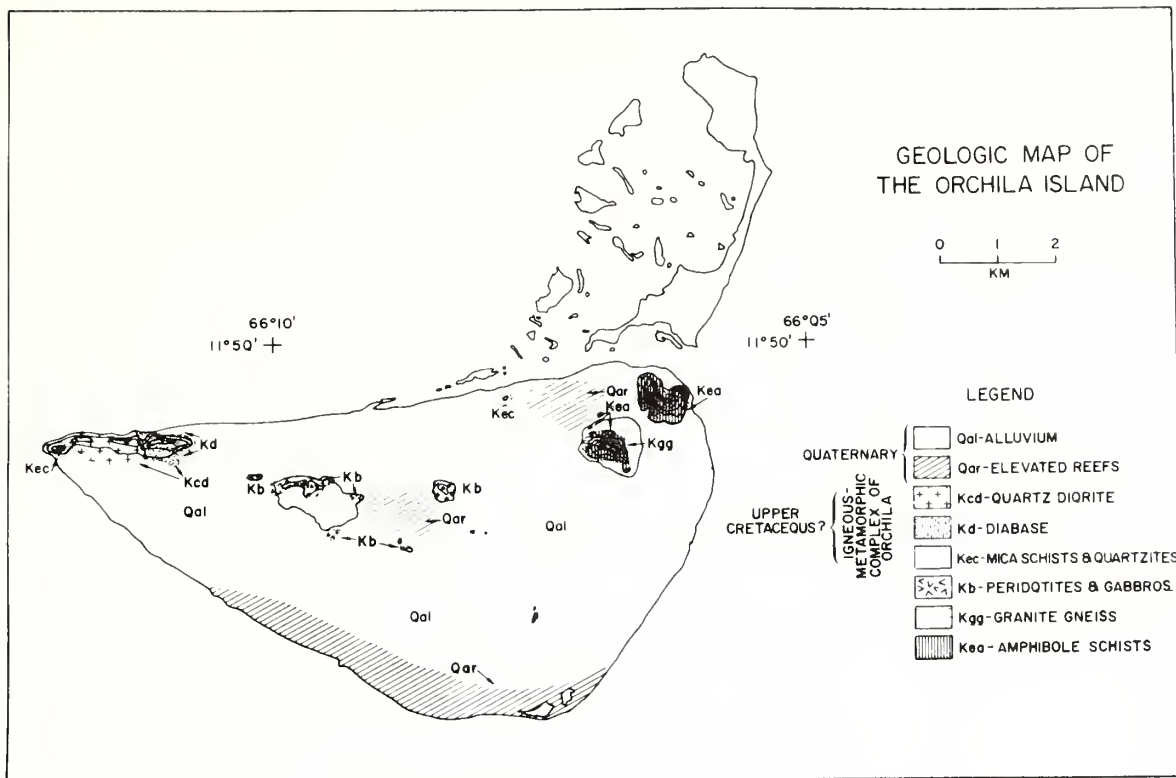 GEOLOGIC MAP OF
THE ORCHILA ISLAND
0 1 2
KM
66°10'
11°50'
66°05'
11°50'
Qar
Kea
Kec
Kea
Kd
Kgg
Kec
Kcd
Kb
Kb
Kb
Qal
Qar
Qal
Kb
Qal
Qar
LEGEND
QUATERNARY
Qal-ALLUVIUM
Qar-ELEVATED REEFS
UPPER
CRETACEOUS?
IGNEOUS-
METAMORPHIC
COMPLEX OF
ORCHILA
Kcd-QUARTZ DIORITE
Kd-DIABASE
Kec-MICA SCHISTS & QUARTZITES
Kb-PERIDOTITES & GABBROS
Kgg-GRANITE GNEISS
Kea-AMPHIBOLE SCHISTS